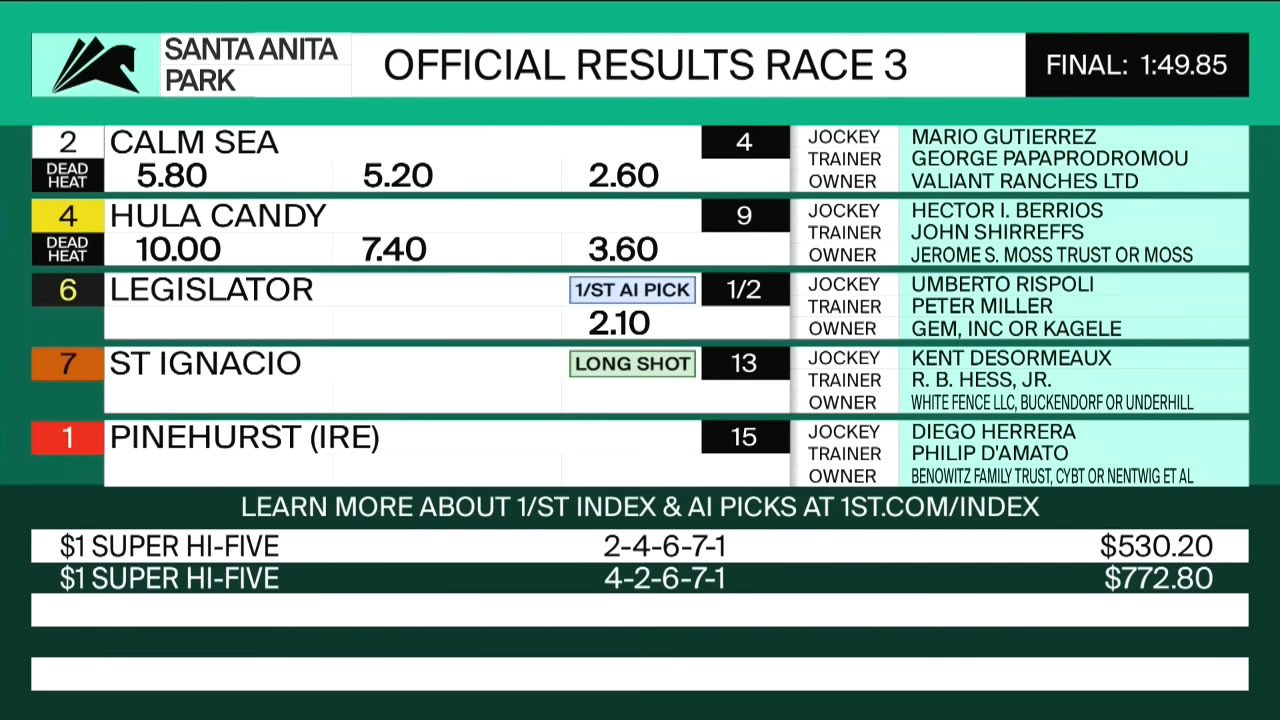 SANTA ANITA
PARK
OFFICIAL RESULTS RACE 3
FINAL: 1:49.85
2 CALM SEA 4
DEAD HEAT 5.80 5.20 2.60
JOCKEY MARIO GUTIERREZ
TRAINER GEORGE PAPAPRODROMOU
OWNER VALIANT RANCHES LTD
4 HULA CANDY 9
DEAD HEAT 10.00 7.40 3.60
JOCKEY HECTOR I. BERRIOS
TRAINER JOHN SHIRREFFS
OWNER JEROME S. MOSS TRUST OR MOSS
6 LEGISLATOR 1/ST AI PICK 1/2
2.10
JOCKEY UMBERTO RISPOLI
TRAINER PETER MILLER
OWNER GEM, INC OR KAGELE
7 ST IGNACIO LONG SHOT 13
JOCKEY KENT DESORMEAUX
TRAINER R. B. HESS, JR.
OWNER WHITE FENCE LLC, BUCKENDORF OR UNDERHILL
1 PINEHURST (IRE) 15
JOCKEY DIEGO HERRERA
TRAINER PHILIP D'AMATO
OWNER BENOWITZ FAMILY TRUST, CYBT OR NENTWIG ET AL
LEARN MORE ABOUT 1/ST INDEX & AI PICKS AT 1ST.COM/INDEX
$1 SUPER HI-FIVE 2-4-6-7-1 $530.20
$1 SUPER HI-FIVE 4-2-6-7-1 $772.80